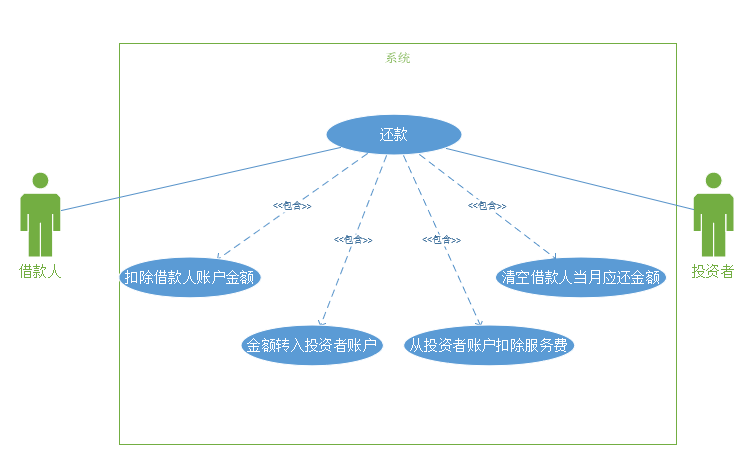 系统
还款
<<包含>>
<<包含>>
<<包含>>
<<包含>>
借款人
投资者
扣除借款人账户金额
清空借款人当月应还金额
金额转入投资者账户
从投资者账户扣除服务费